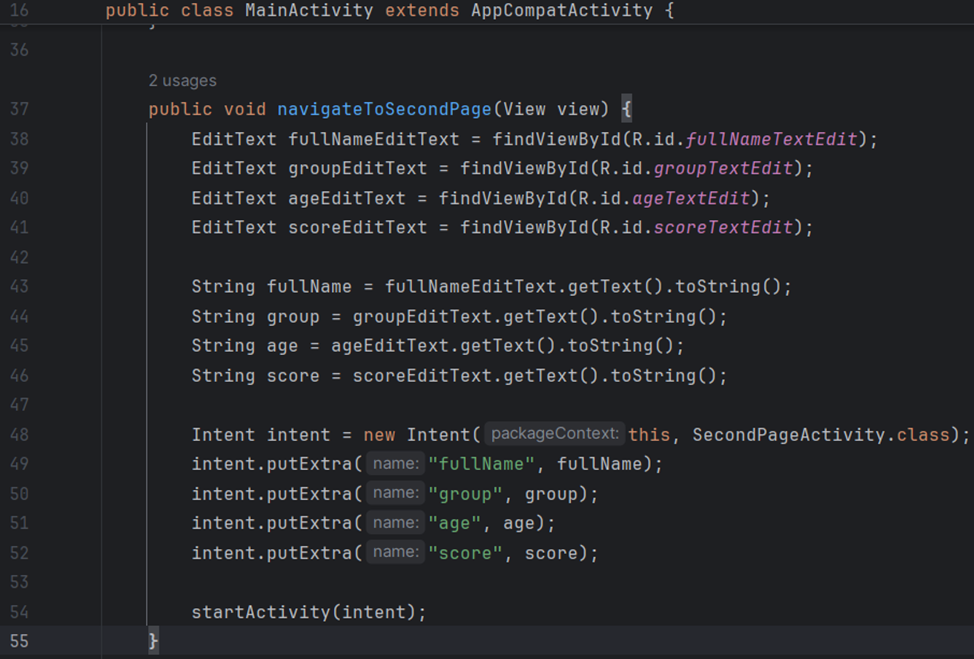 16 public class MainActivity extends AppCompatActivity {
36
2 usages
37 public void navigateToSecondPage(View view) {
38 EditText fullNameEditText = findViewById(R.id.fullNameTextEdit);
39 EditText groupEditText = findViewById(R.id.groupTextEdit);
40 EditText ageEditText = findViewById(R.id.ageTextEdit);
41 EditText scoreEditText = findViewById(R.id.scoreTextEdit);
42
43 String fullName = fullNameEditText.getText().toString();
44 String group = groupEditText.getText().toString();
45 String age = ageEditText.getText().toString();
46 String score = scoreEditText.getText().toString();
47
48 Intent intent = new Intent( packageContext: this, SecondPageActivity.class);
49 intent.putExtra( name: "fullName", fullName);
50 intent.putExtra( name: "group", group);
51 intent.putExtra( name: "age", age);
52 intent.putExtra( name: "score", score);
53
54 startActivity(intent);
55 }